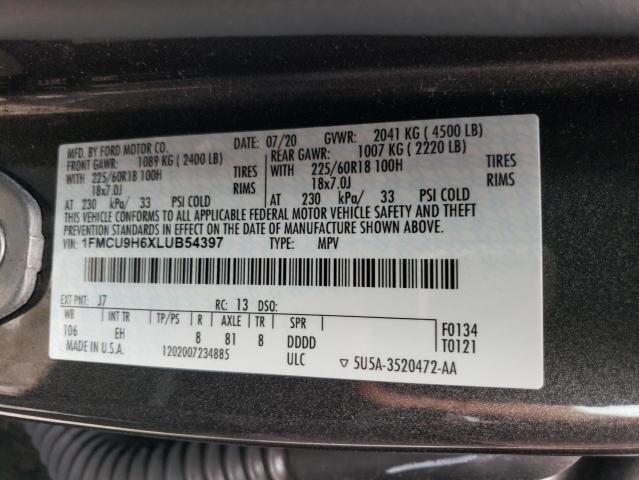 MFD. BY FORD MOTOR CO. DATE: 07/20 GVWR: 2041 KG ( 4500 LB)
FRONT GAWR: 1089 KG ( 2400 LB) REAR GAWR: 1007 KG ( 2220 LB)
WITH 225/60R18 100H TIRES WITH 225/60R18 100H TIRES
18x7.0J RIMS 18x7.0J RIMS
AT 230 kPa/ 33 PSI COLD AT 230 kPa/ 33 PSI COLD
THIS VEHICLE CONFORMS TO ALL APPLICABLE FEDERAL MOTOR VEHICLE SAFETY AND THEFT
PREVENTION STANDARDS IN EFFECT ON THE DATE OF MANUFACTURE SHOWN ABOVE.
VIN: 1FMCU9H6XLUB54397 TYPE: MPV
EXT PNT: J7 RC: 13 DSO:
WB INT TR TP/PS R AXLE TR SPR F0134
106 EH 8 81 8 DDDD T0121
MADE IN U.S.A. 1202007234885 ULC ▽ 5U5A-3520472-AA